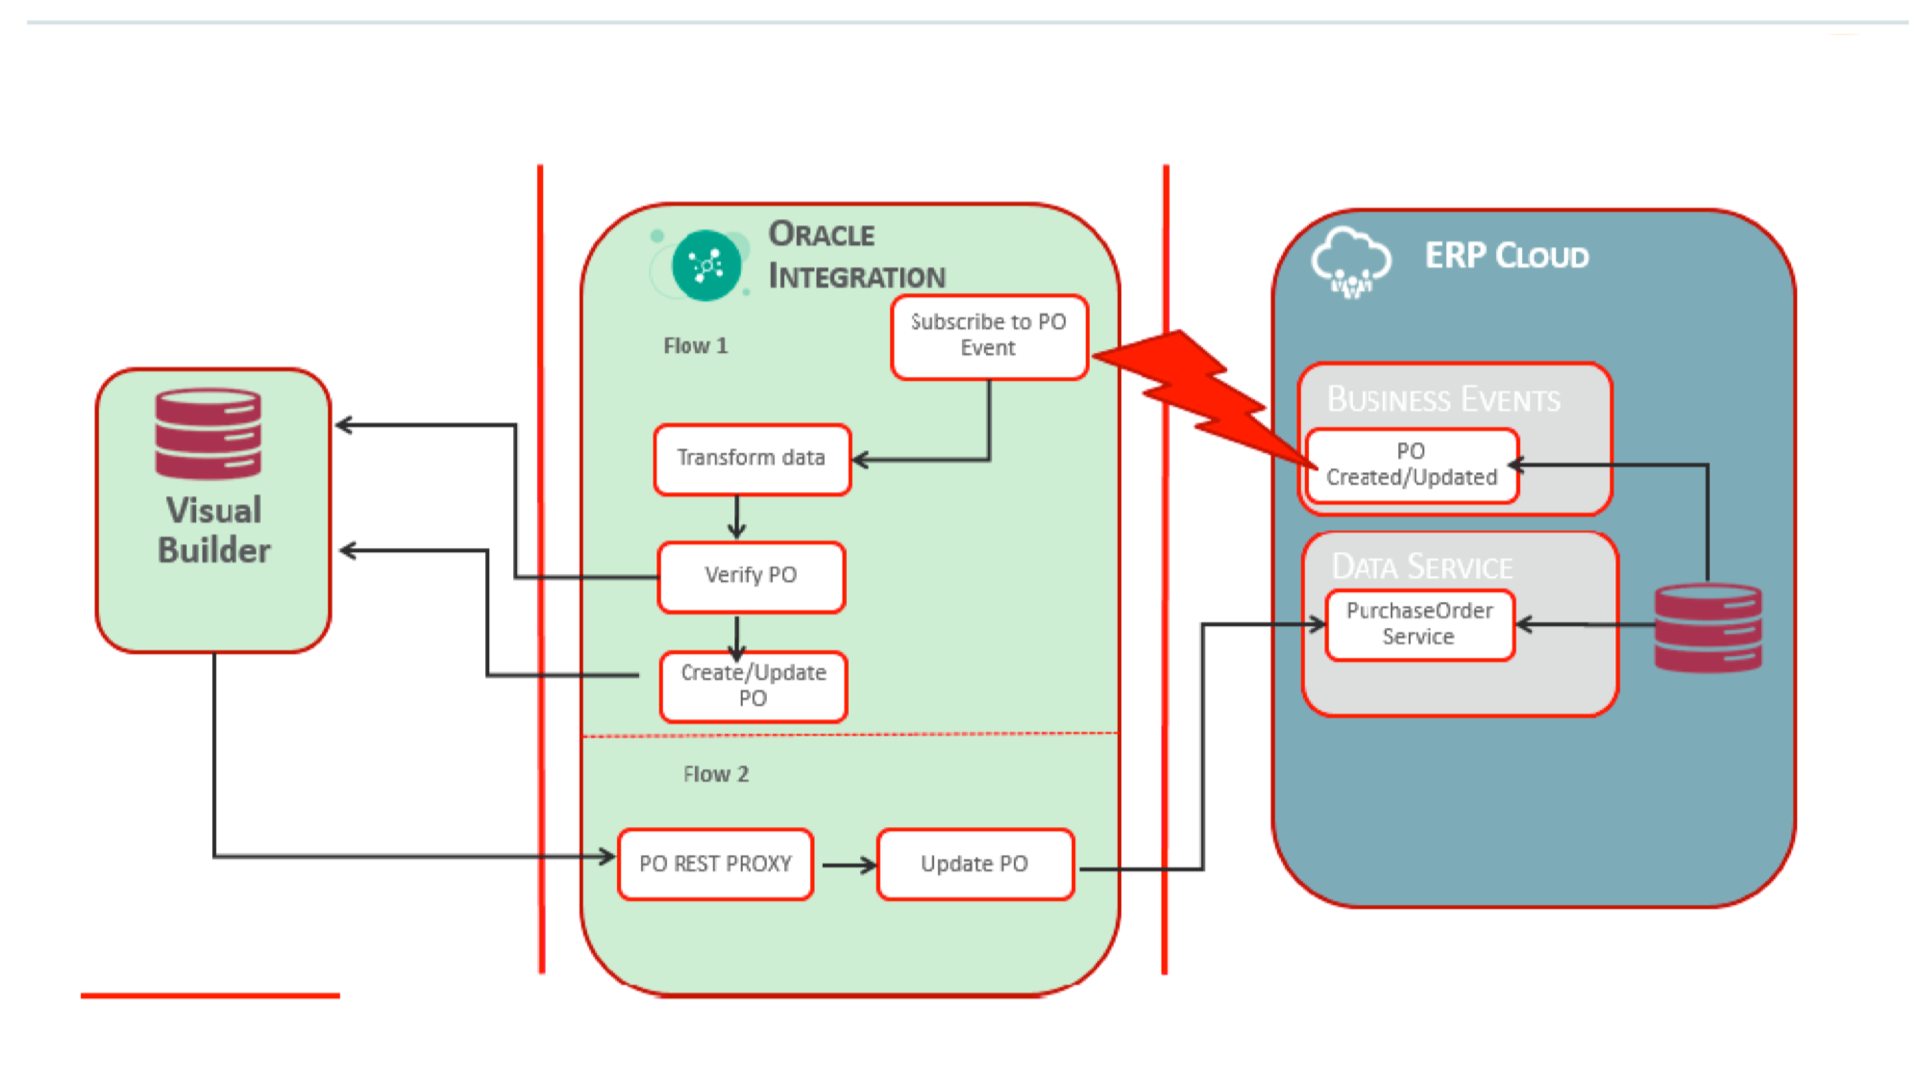 ORACLE
INTEGRATION
ERP CLOUD
Subscribe to PO
Event
Flow 1
BUSINESS EVENTS
PO
Created/Updated
Transform data
Visual
Builder
Verify PO
DATA SERVICE
PurchaseOrder
Service
Create/Update
PO
Flow 2
PO REST PROXY
Update PO